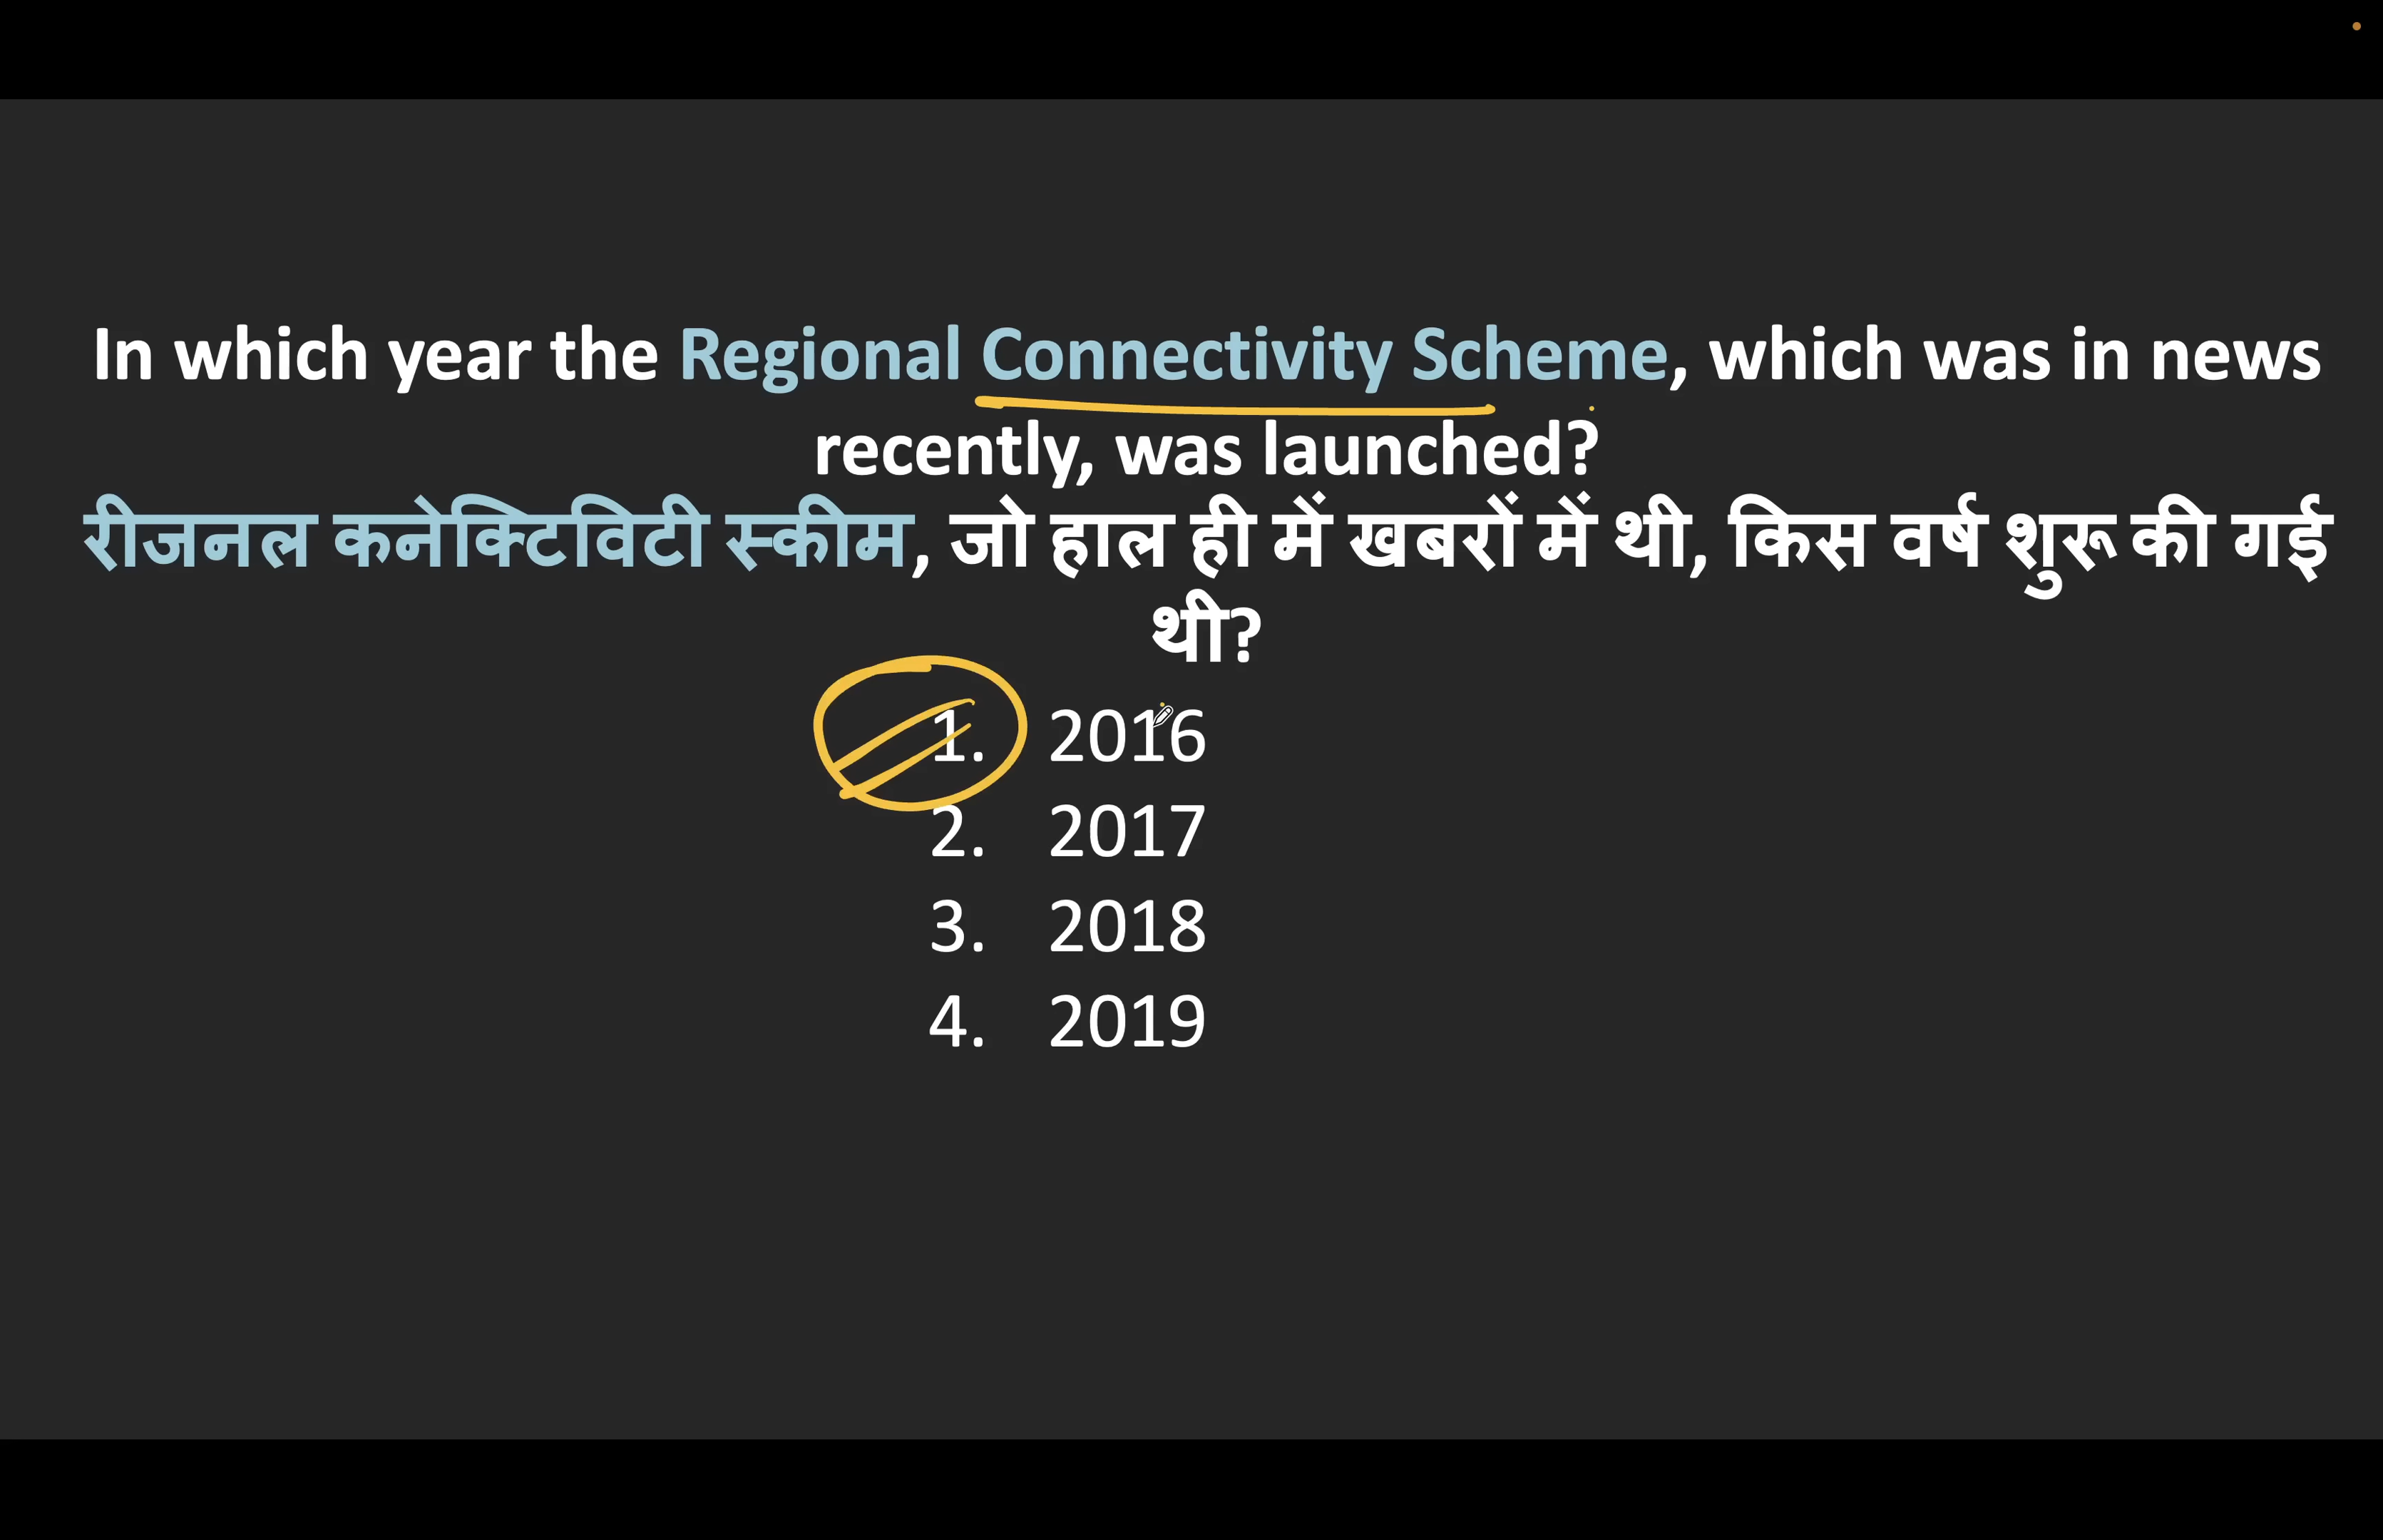 In which year the Regional Connectivity Scheme, which was in news
recently, was launched?
रीजनल कनेक्टिविटी स्कीम, जो हाल ही में खबरों में थी, किस वर्ष शुरू की गई
थी?
1. 2016
2. 2017
3. 2018
4. 2019